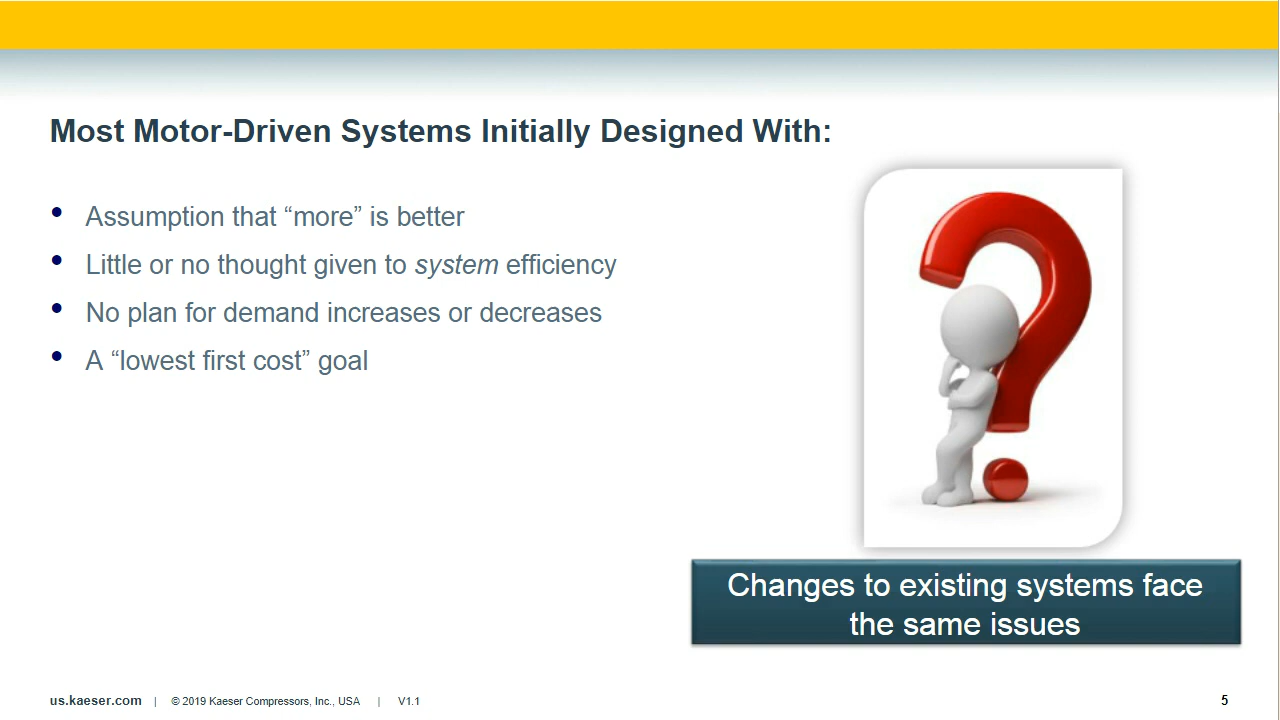 Most Motor-Driven Systems Initially Designed With:
• Assumption that “more” is better
• Little or no thought given to system efficiency
• No plan for demand increases or decreases
• A “lowest first cost” goal
Changes to existing systems face
the same issues
us.kaeser.com | © 2019 Kaeser Compressors, Inc., USA | V1.1 5